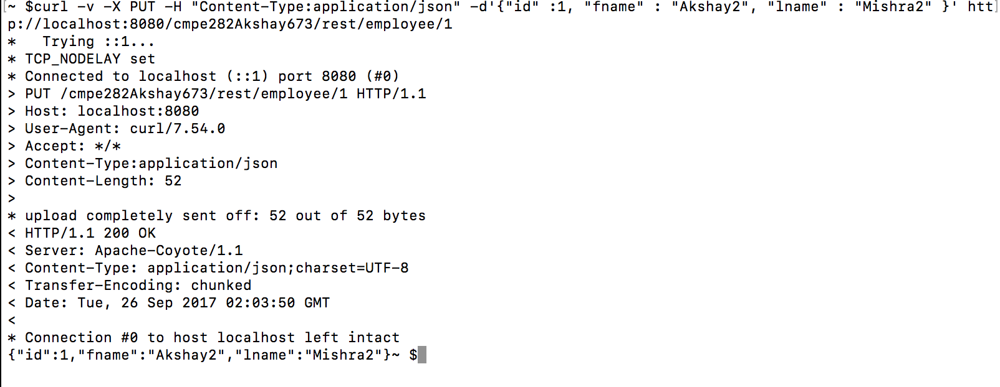 [~ $curl -v -X PUT -H "Content-Type:application/json" -d'{"id" :1, "fname" : "Akshay2", "lname" : "Mishra2" }' htt]
p://localhost:8080/cmpe282Akshay673/rest/employee/1
*   Trying ::1...
* TCP_NODELAY set
* Connected to localhost (::1) port 8080 (#0)
> PUT /cmpe282Akshay673/rest/employee/1 HTTP/1.1
> Host: localhost:8080
> User-Agent: curl/7.54.0
> Accept: */*
> Content-Type:application/json
> Content-Length: 52
>
* upload completely sent off: 52 out of 52 bytes
< HTTP/1.1 200 OK
< Server: Apache-Coyote/1.1
< Content-Type: application/json;charset=UTF-8
< Transfer-Encoding: chunked
< Date: Tue, 26 Sep 2017 02:03:50 GMT
<
* Connection #0 to host localhost left intact
{"id":1,"fname":"Akshay2","lname":"Mishra2"}~ $